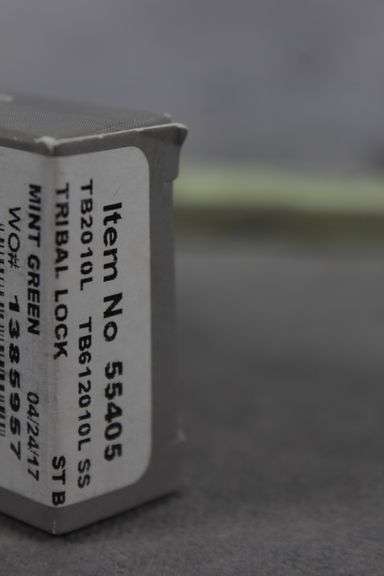 Item No 55405
TB2010L TB612010L SS
TRIBAL LOCK ST B
MINT GREEN 04/24/17
WO# 1385957